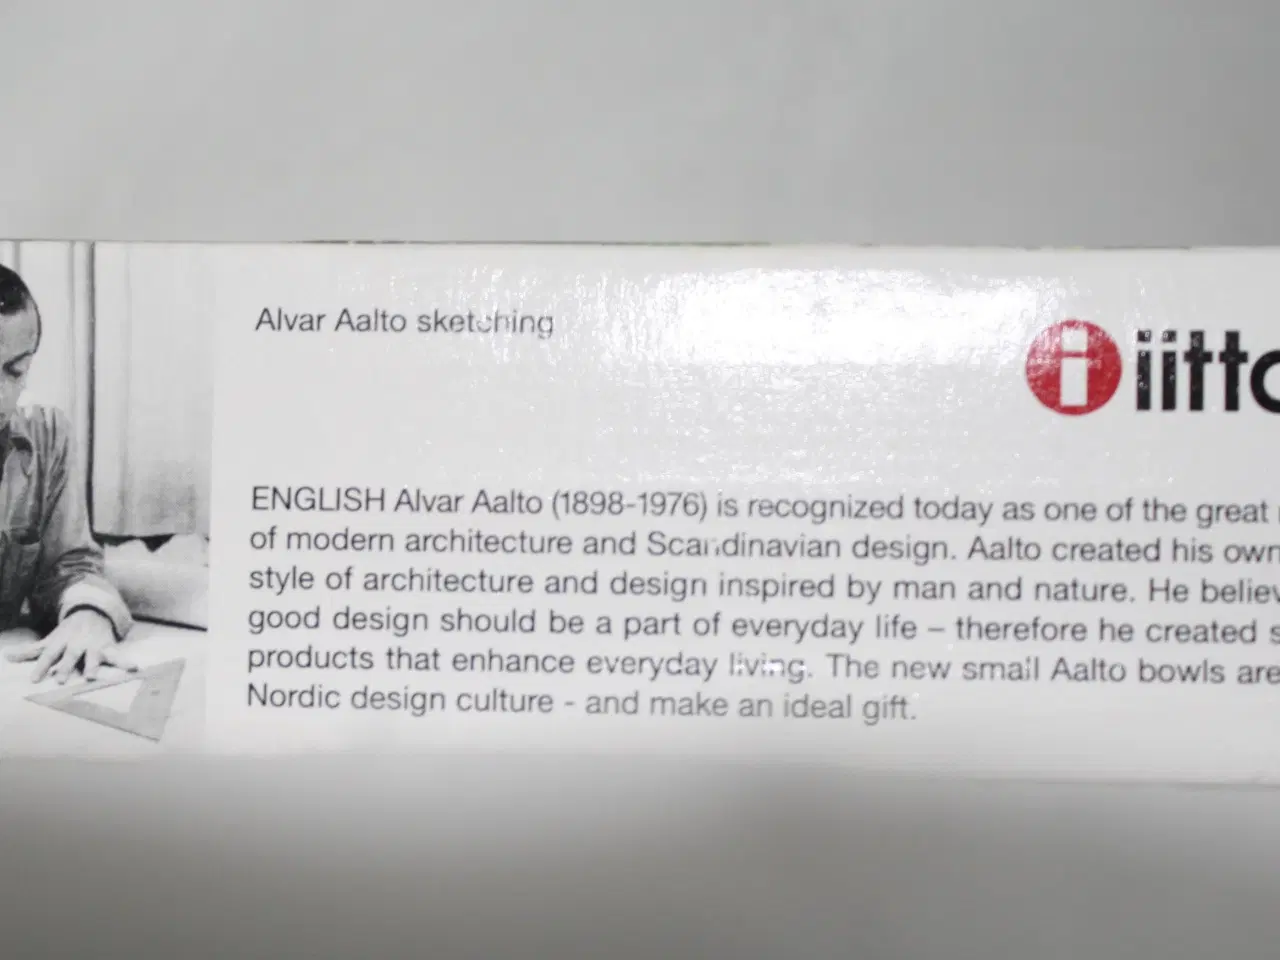 Alvar Aalto sketching
iitta
ENGLISH Alvar Aalto (1898-1976) is recognized today as one of the great
of modern architecture and Scandinavian design. Aalto created his own
style of architecture and design inspired by man and nature. He believ
good design should be a part of everyday life – therefore he created s
products that enhance everyday living. The new small Aalto bowls are
Nordic design culture - and make an ideal gift.